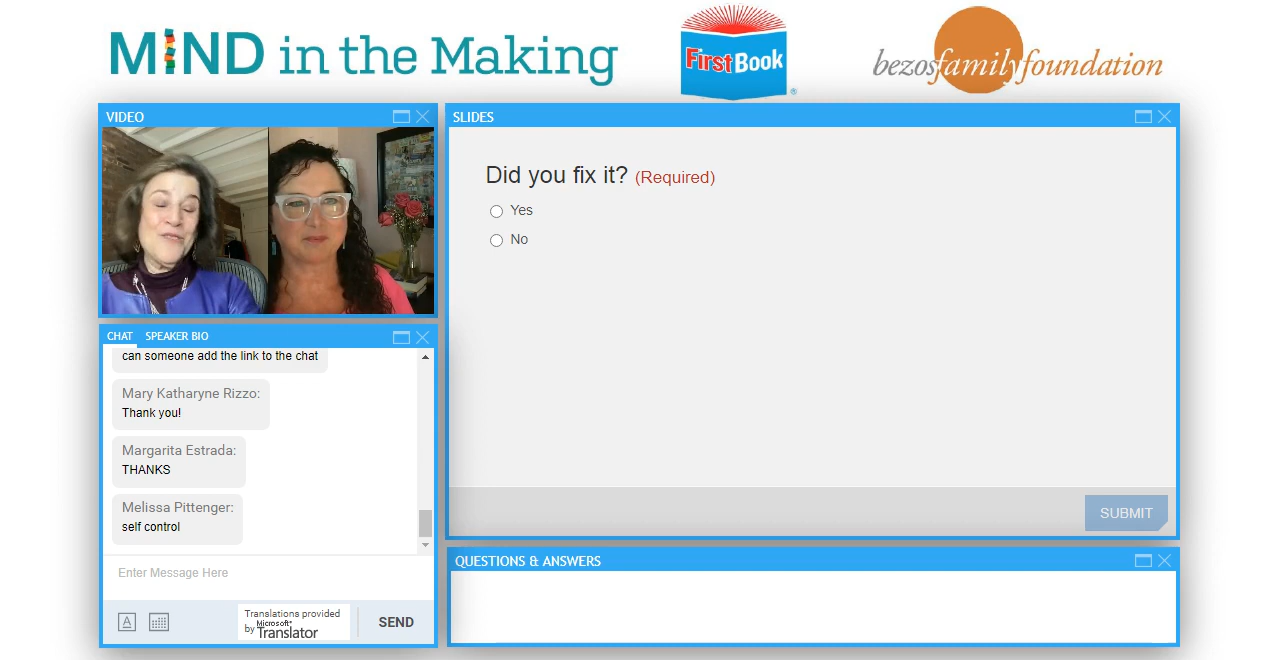 MIND in the Making
First Book
®
bezosfamilyfoundation
VIDEO
SLIDES
Did you fix it? (Required)
Yes
No
SUBMIT
CHAT SPEAKER BIO
can someone add the link to the chat
Mary Katharyne Rizzo:
Thank you!
Margarita Estrada:
THANKS
Melissa Pittenger:
self control
Enter Message Here
A
Translations provided
by Microsoft®
Translator
SEND
QUESTIONS & ANSWERS